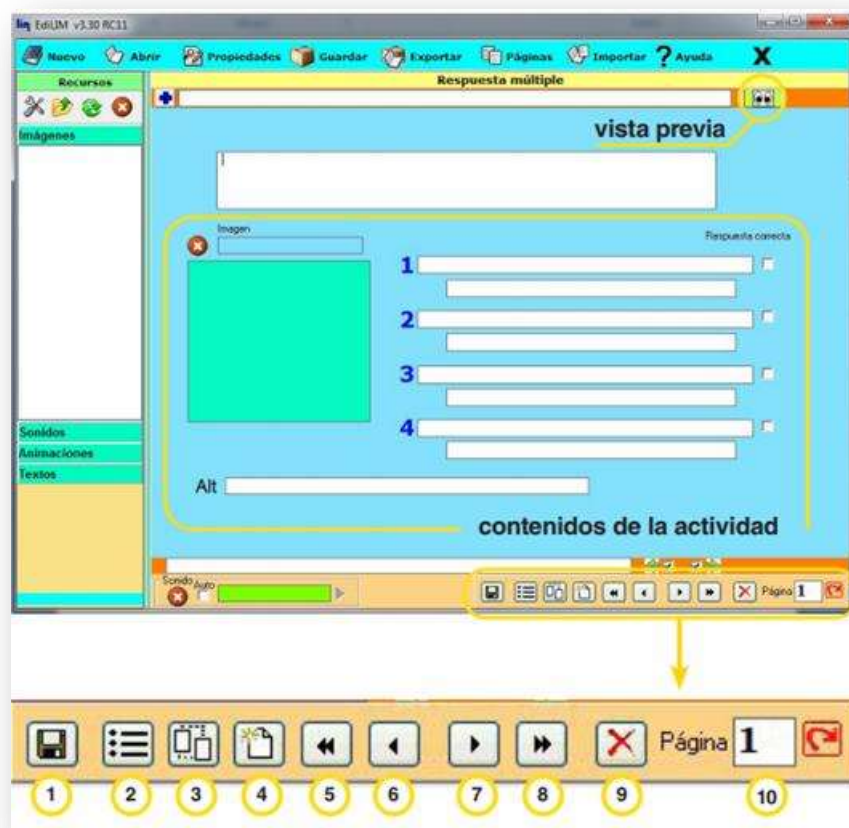 lim EdiLIM v3.30 RC11
Nuevo Abrir Propiedades Guardar Exportar Páginas Importar ? Ayuda X
Recursos
Respuesta múltiple
vista previa
Imágenes
Imagen
Respuesta correcta
1
2
3
4
Sonidos
Animaciones
Textos
Alt
contenidos de la actividad
Sonido Auto
Página 1
Página 1
1 2 3 4 5 6 7 8 9 10